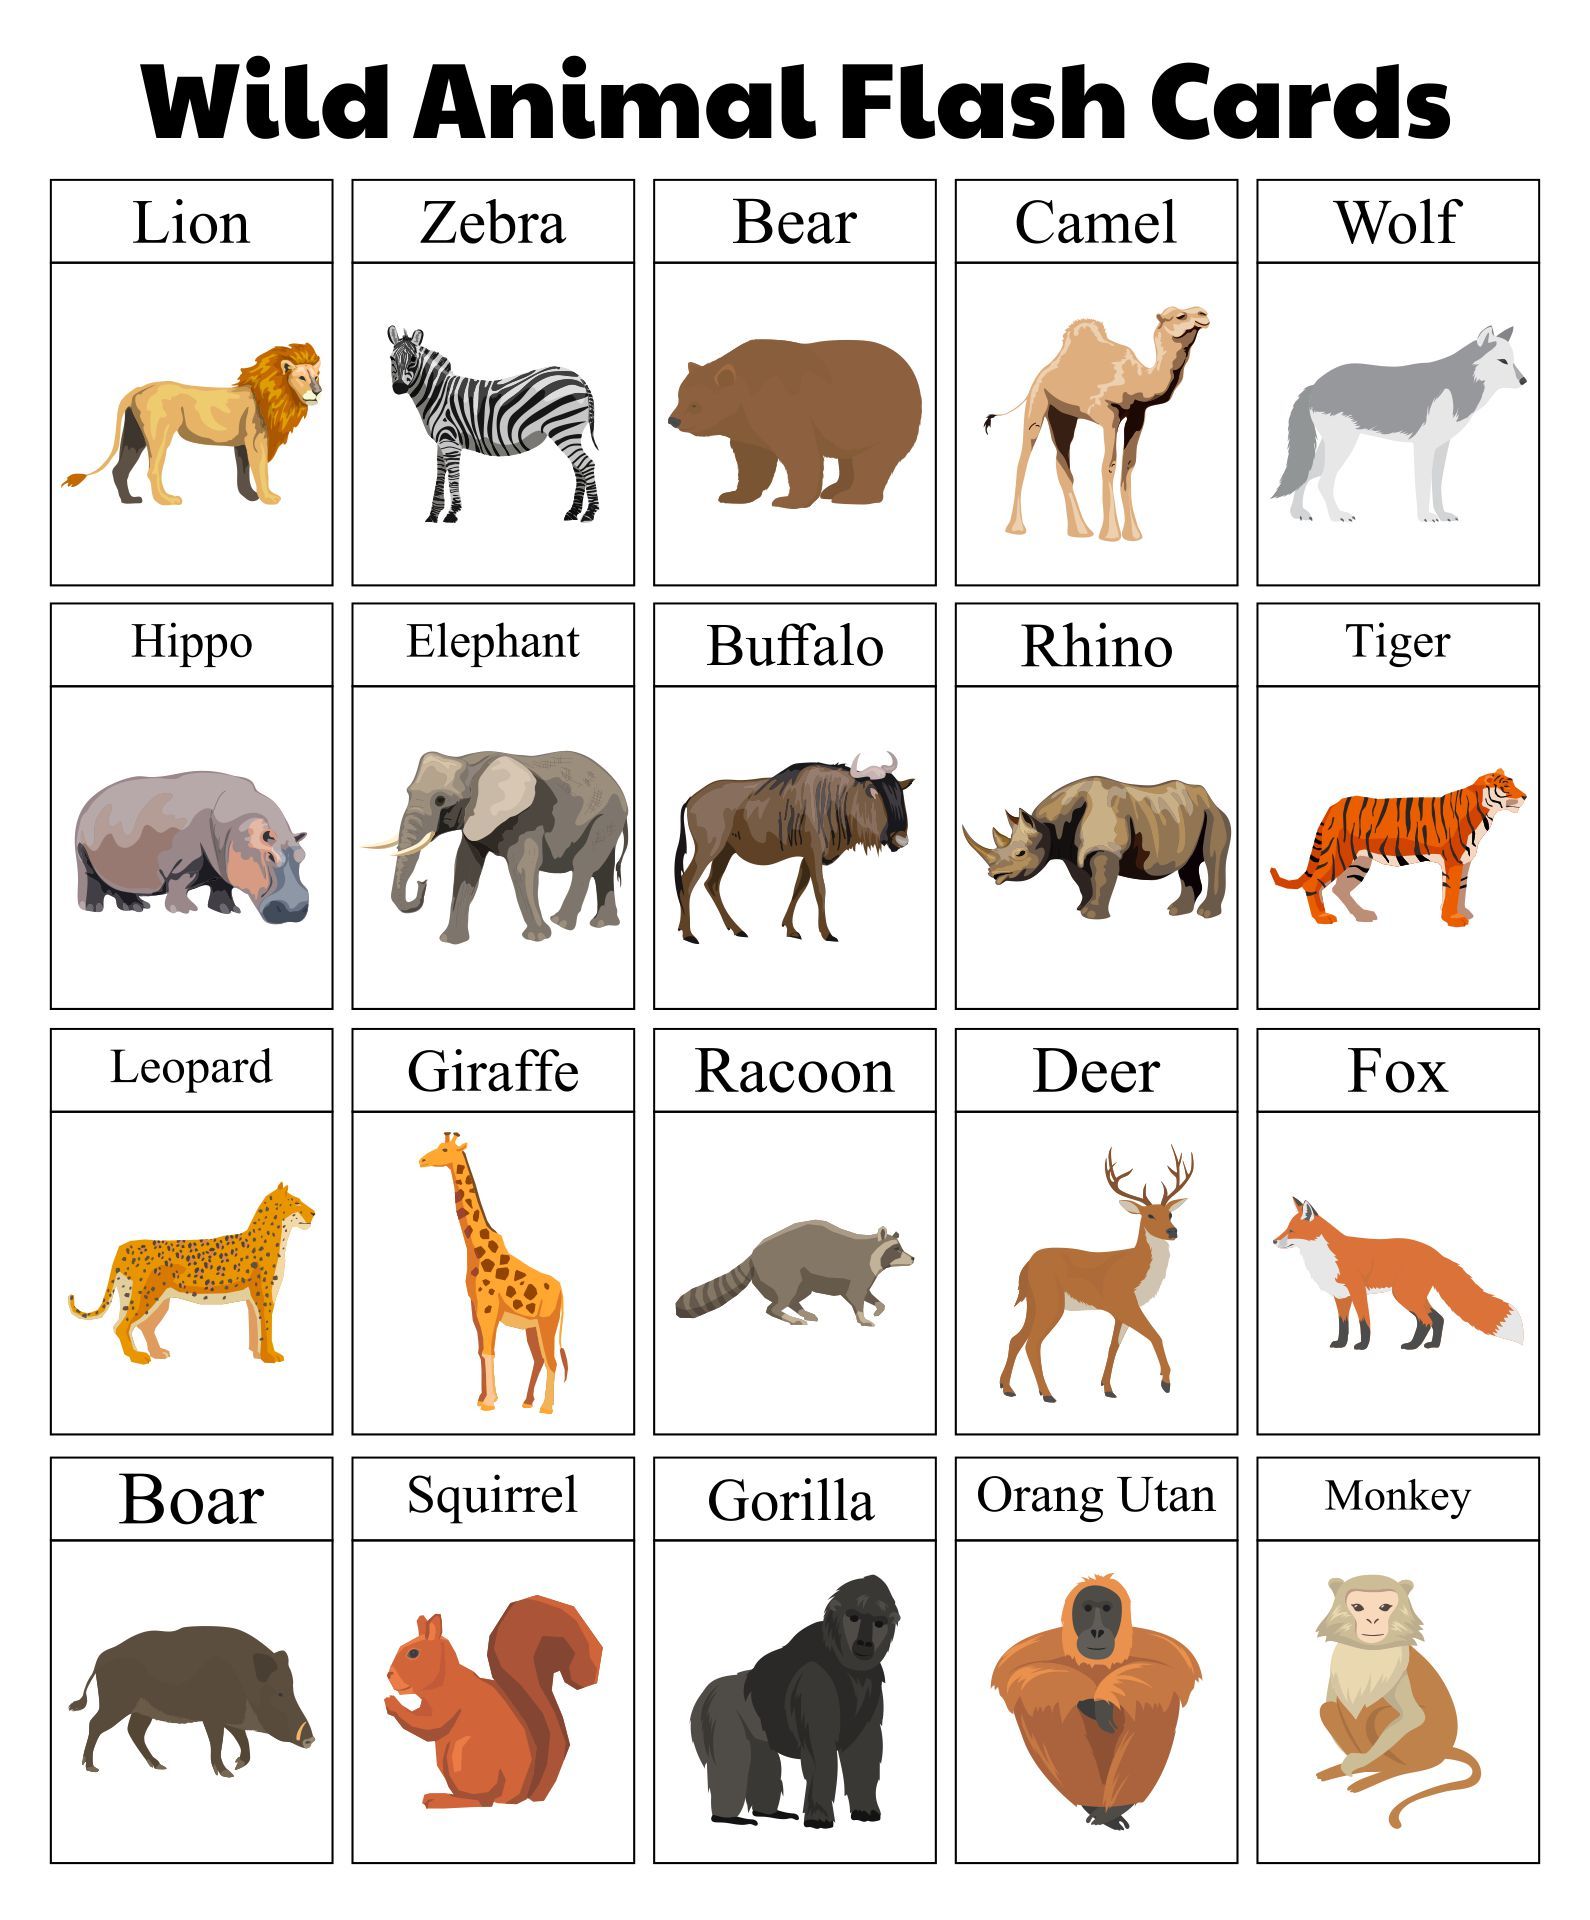 Wild Animal Flash Cards
Lion
Zebra
Bear
Camel
Wolf
Hippo
Elephant
Buffalo
Rhino
Tiger
Leopard
Giraffe
Racoon
Deer
Fox
Boar
Squirrel
Gorilla
Orang Utan
Monkey